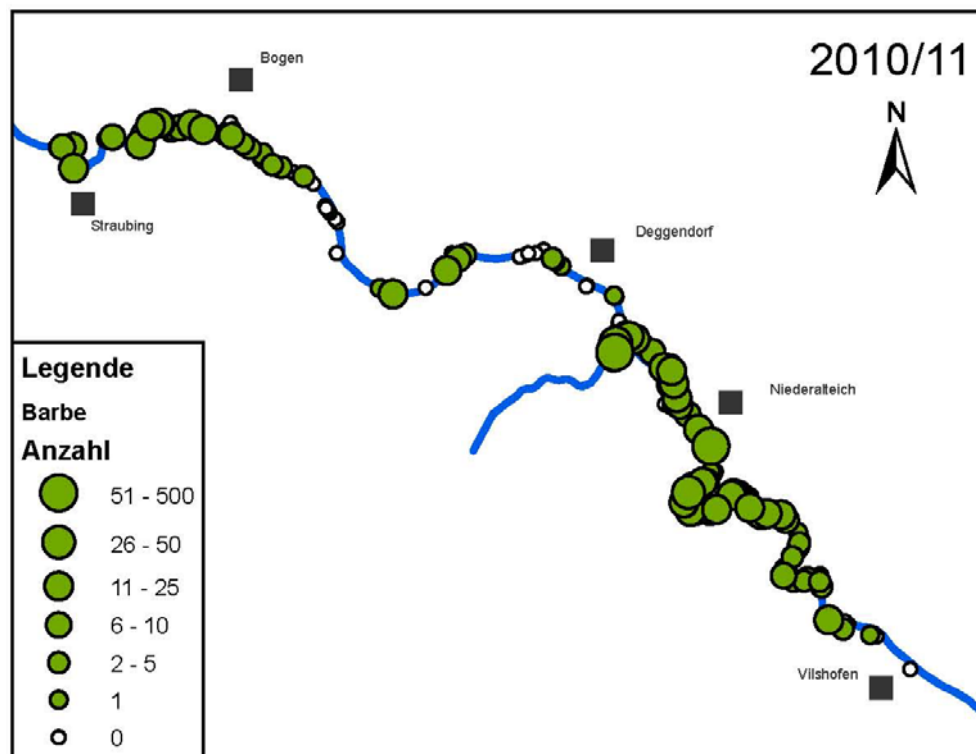 2010/11
N
Bogen
Straubing
Deggendorf
Niederalteich
Vilshofen
Legende
Barbe
Anzahl
51 - 500
26 - 50
11 - 25
6 - 10
2 - 5
1
0